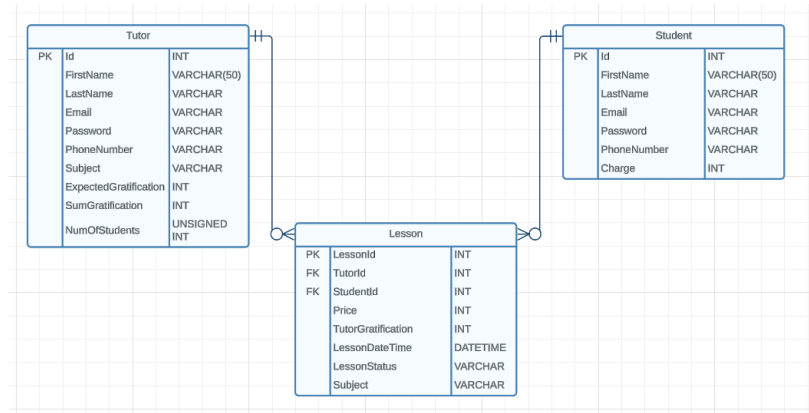 Tutor
PK Id INT
FirstName VARCHAR(50)
LastName VARCHAR
Email VARCHAR
Password VARCHAR
PhoneNumber VARCHAR
Subject VARCHAR
ExpectedGratification INT
SumGratification INT
NumOfStudents UNSIGNED
INT
Student
PK Id INT
FirstName VARCHAR(50)
LastName VARCHAR
Email VARCHAR
Password VARCHAR
PhoneNumber VARCHAR
Charge INT
Lesson
PK LessonId INT
FK TutorId INT
FK StudentId INT
Price INT
TutorGratification INT
LessonDateTime DATETIME
LessonStatus VARCHAR
Subject VARCHAR